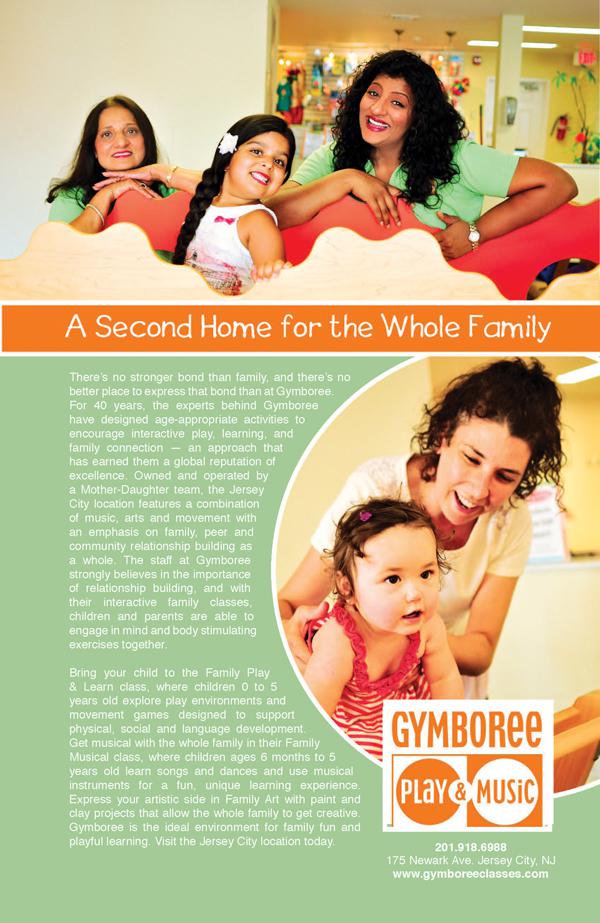 EXIT
A Second Home for the Whole Family
There's no stronger bond than family, and there's no
better place to express that bond than at Gymboree.
For 40 years, the experts behind Gymboree
have designed age-appropriate activities to
encourage interactive play, learning, and
family connection — an approach that
has earned them a global reputation of
excellence. Owned and operated by
a Mother-Daughter team, the Jersey
City location features a combination
of music, arts and movement with
an emphasis on family, peer and
community relationship building as
a whole. The staff at Gymboree
strongly believes in the importance
of relationship building, and with
their interactive family classes,
children and parents are able to
engage in mind and body stimulating
exercises together.
Bring your child to the Family Play
& Learn class, where children 0 to 5
years old explore play environments and
movement games designed to support
physical, social and language development.
Get musical with the whole family in their Family
Musical class, where children ages 6 months to 5
years old learn songs and dances and use musical
instruments for a fun, unique learning experience.
Express your artistic side in Family Art with paint and
clay projects that allow the whole family to get creative.
Gymboree is the ideal environment for family fun and
playful learning. Visit the Jersey City location today.
GYMBOREE
PLAY & MUSIC
201.918.6988
175 Newark Ave. Jersey City, NJ
www.gymboreeclasses.com